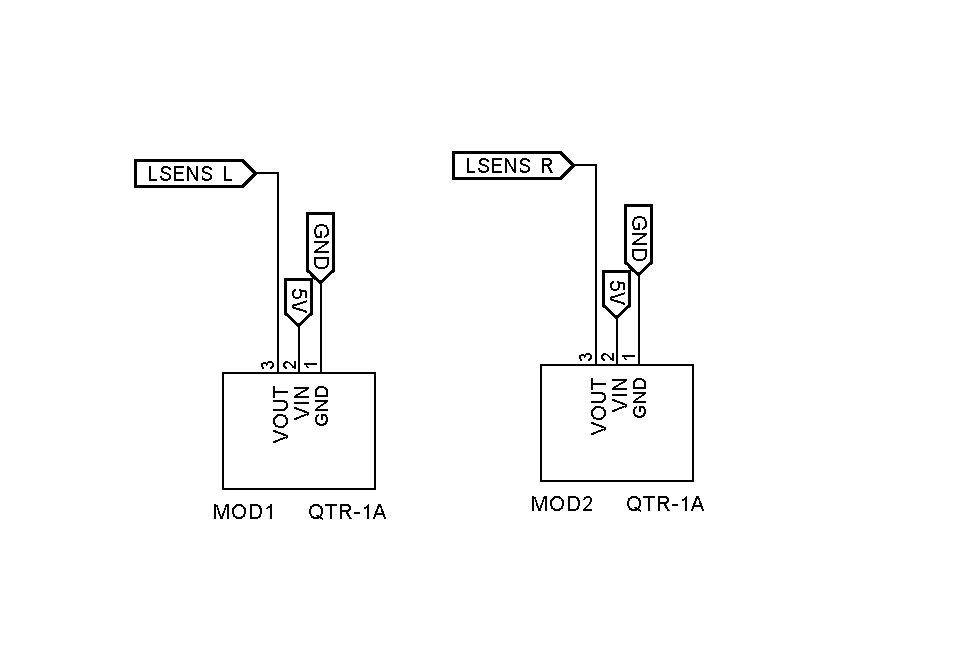 LSENS L
GND
5V
3
2
1
VOUT
VIN
GND
MOD1 QTR-1A
LSENS R
GND
5V
3
2
1
VOUT
VIN
GND
MOD2 QTR-1A